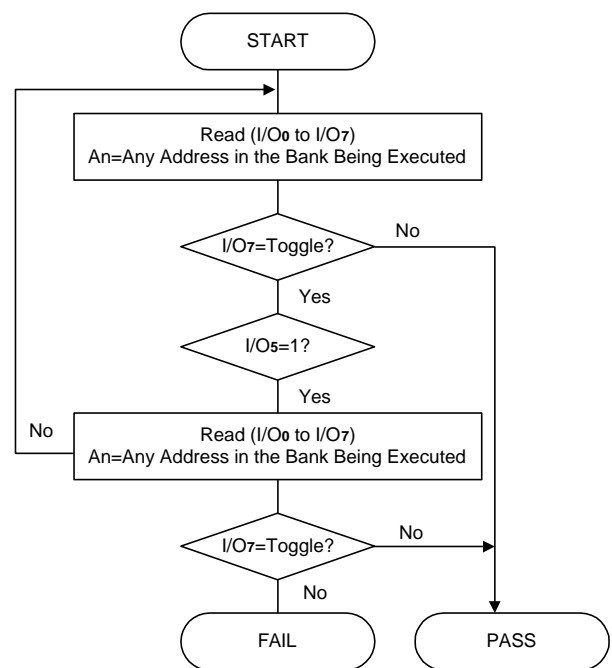 START
Read (I/O0 to I/O7)
An=Any Address in the Bank Being Executed
I/O7=Toggle?
No
Yes
I/O5=1?
Yes
No
Read (I/O0 to I/O7)
An=Any Address in the Bank Being Executed
I/O7=Toggle?
No
No
FAIL
PASS